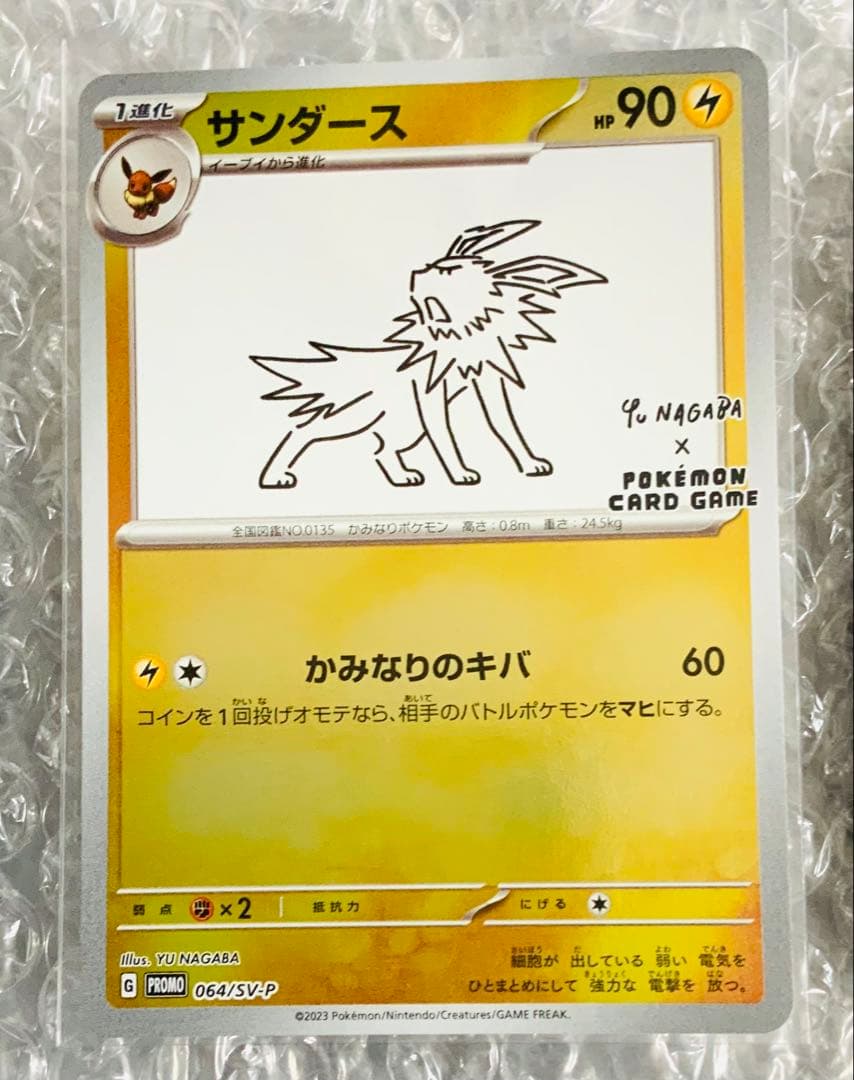 1進化
サンダース
HP 90
イーブイから進化
Yu NAGABA
×
POKÉMON
CARD GAME
全国図鑑NO.0135 かみなりポケモン 高さ:0.8m 重さ:24.5kg
かみなりのキバ 60
コインを1回投げオモテなら、相手のバトルポケモンをマヒにする。
弱点 ×2 抵抗力 にげる
Illus. YU NAGABA
細胞が 出している 弱い 電気を
ひとまとめにして 強力な 電撃を 放つ。
G PROMO 064/SV-P
©2023 Pokémon/Nintendo/Creatures/GAME FREAK.